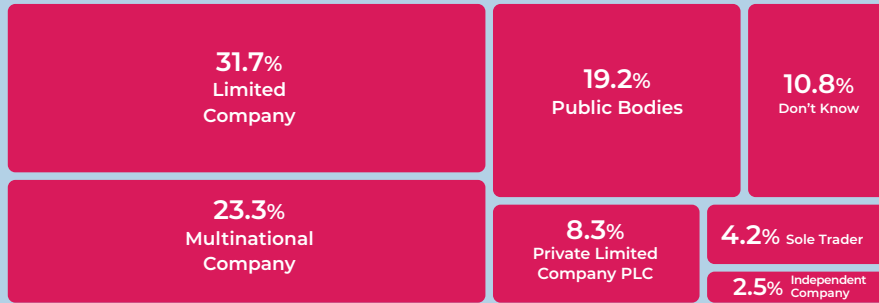 31.7%
Limited
Company
23.3%
Multinational
Company
19.2%
Public Bodies
10.8%
Don't Know
8.3%
Private Limited
Company PLC
4.2% Sole Trader
2.5% Independent
Company